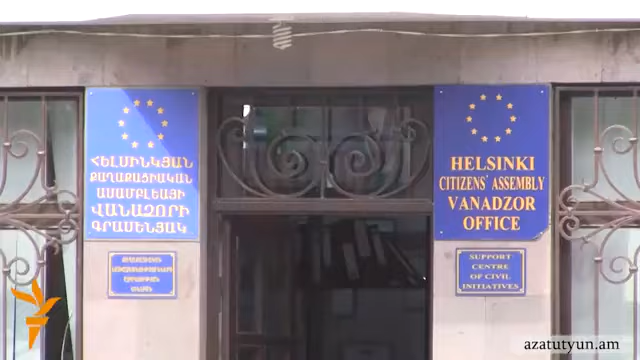 ՀԵԼՍԻՆԿՅԱՆ
ՔԱՂԱՔԱՑԻԱԿԱՆ
ԱՍԱՄԲԼԵԱՅԻ
ՎԱՆԱՁՈՐԻ
ԳՐԱՍԵՆՅԱԿ
HELSINKI
CITIZENS' ASSEMBLY
VANADZOR
OFFICE
SUPPORT
CENTRE
OF CIVIL
INITIATIVES
azatutyun.am